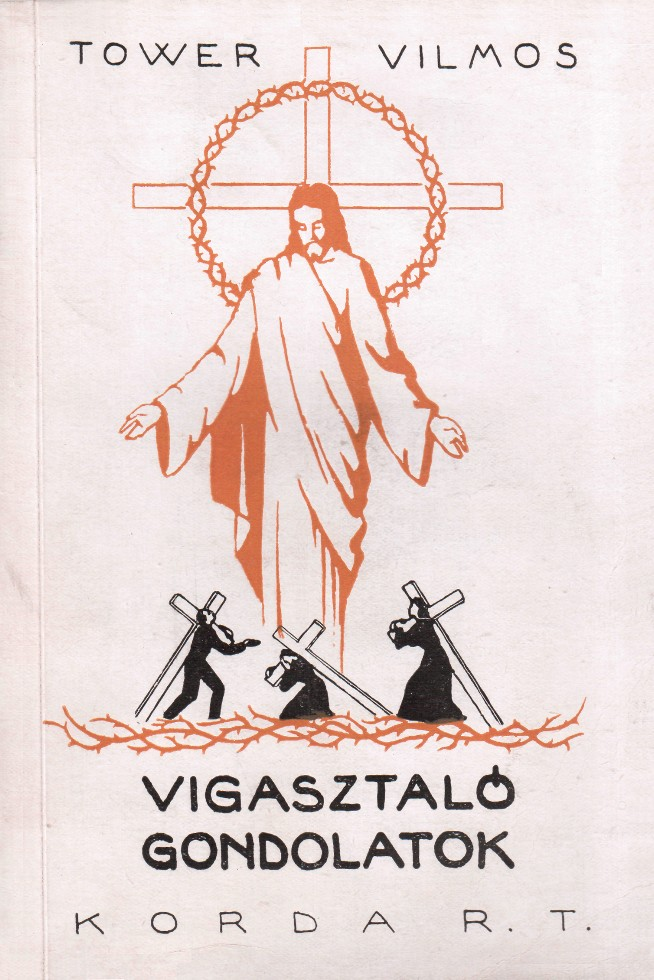 TOWER VILMOS
VIGASZTALÓ
GONDOLATOK
KORDA R. T.